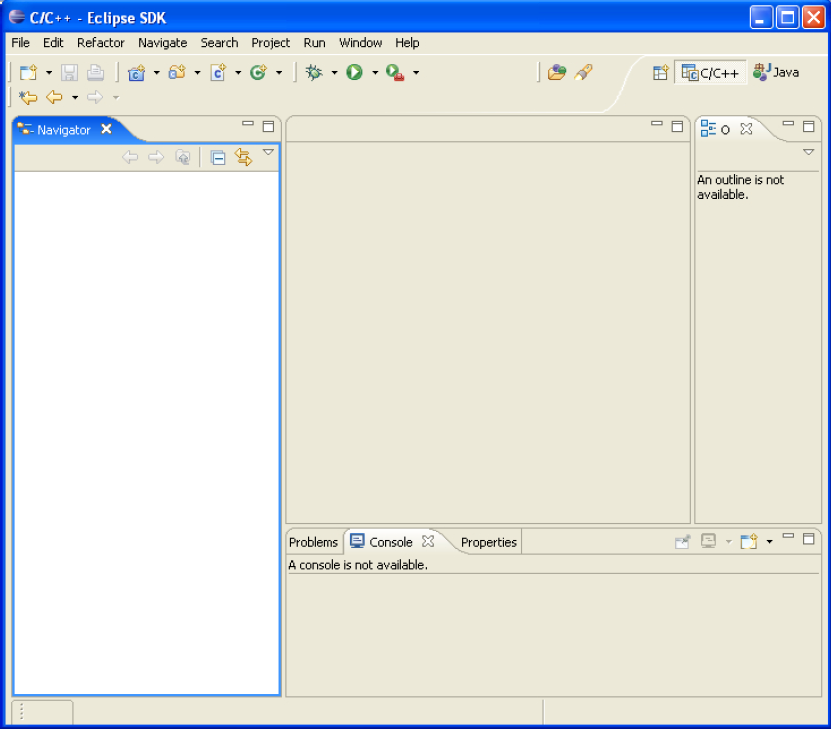 C/C++ - Eclipse SDK
File Edit Refactor Navigate Search Project Run Window Help
C/C++ Java
Navigator
O
An outline is not
available.
Problems Console Properties
A console is not available.